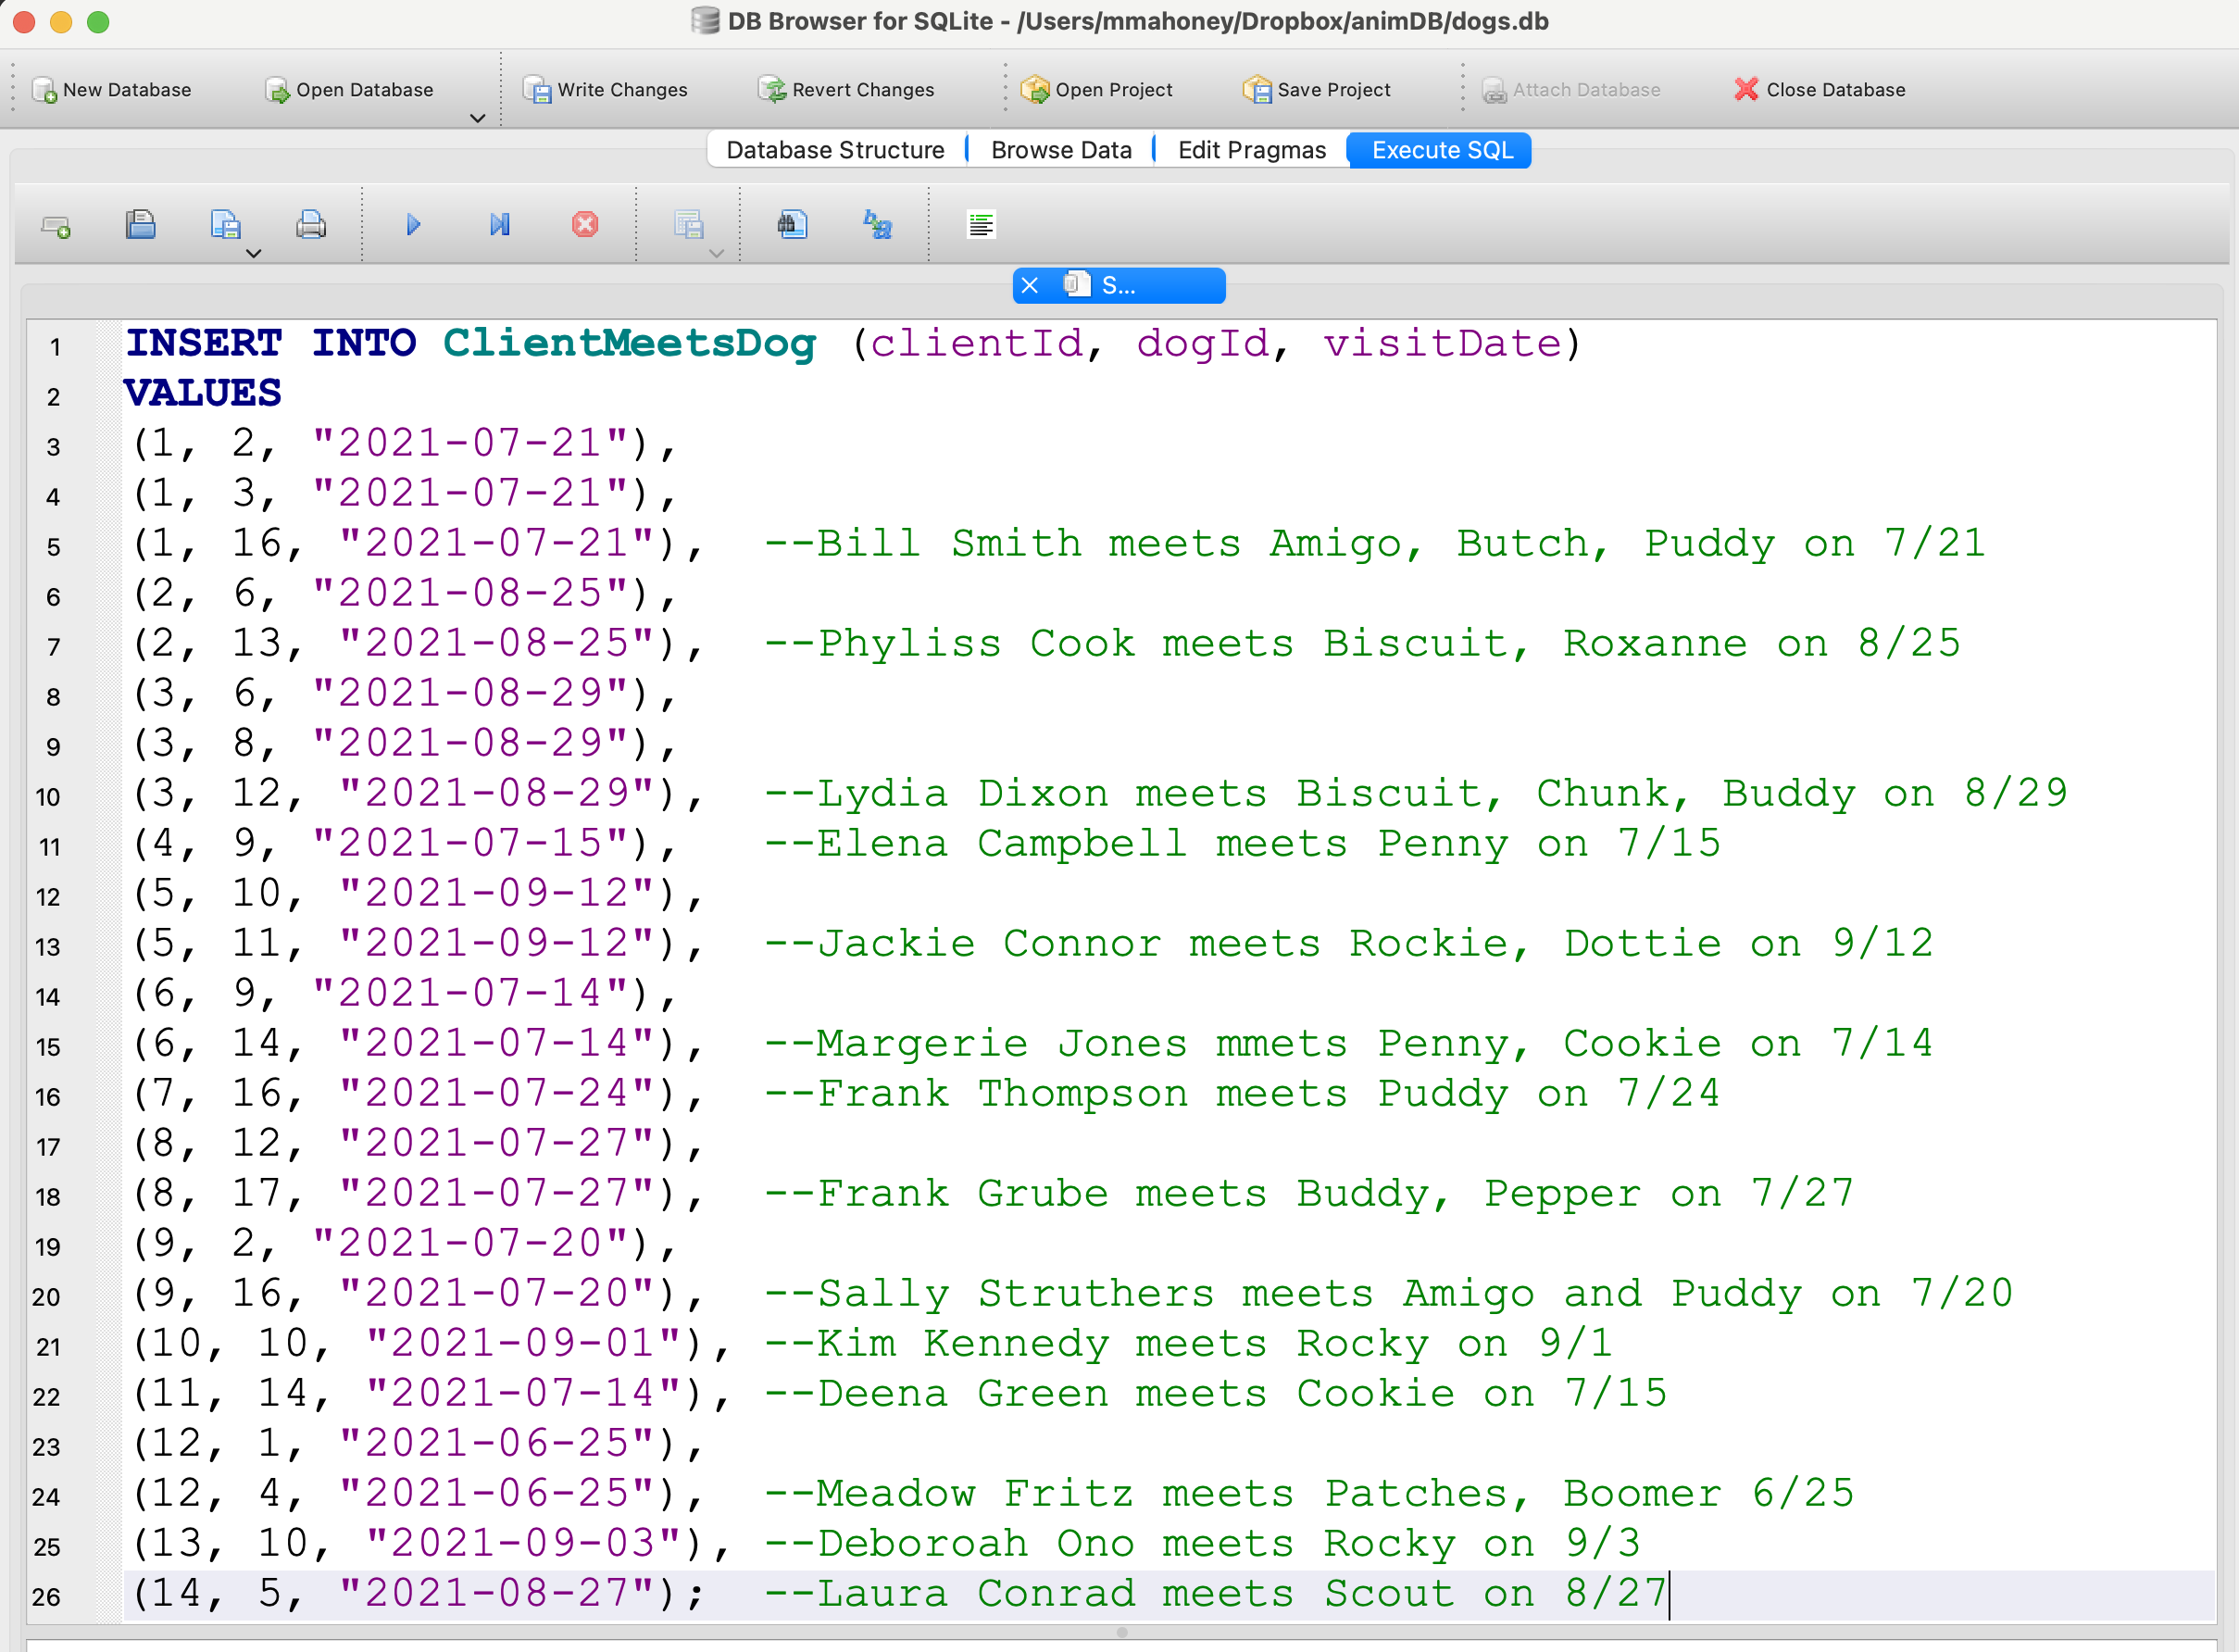 DB Browser for SQLite - /Users/mmahoney/Dropbox/animDB/dogs.db
New Database Open Database Write Changes Revert Changes Open Project Save Project Attach Database Close Database
Database Structure Browse Data Edit Pragmas Execute SQL
S...
1 INSERT INTO ClientMeetsDog (clientId, dogId, visitDate)
2 VALUES
3 (1, 2, "2021-07-21"),
4 (1, 3, "2021-07-21"),
5 (1, 16, "2021-07-21"), --Bill Smith meets Amigo, Butch, Puddy on 7/21
6 (2, 6, "2021-08-25"),
7 (2, 13, "2021-08-25"), --Phyliss Cook meets Biscuit, Roxanne on 8/25
8 (3, 6, "2021-08-29"),
9 (3, 8, "2021-08-29"),
10 (3, 12, "2021-08-29"), --Lydia Dixon meets Biscuit, Chunk, Buddy on 8/29
11 (4, 9, "2021-07-15"), --Elena Campbell meets Penny on 7/15
12 (5, 10, "2021-09-12"),
13 (5, 11, "2021-09-12"), --Jackie Connor meets Rockie, Dottie on 9/12
14 (6, 9, "2021-07-14"),
15 (6, 14, "2021-07-14"), --Margerie Jones mmets Penny, Cookie on 7/14
16 (7, 16, "2021-07-24"), --Frank Thompson meets Puddy on 7/24
17 (8, 12, "2021-07-27"),
18 (8, 17, "2021-07-27"), --Frank Grube meets Buddy, Pepper on 7/27
19 (9, 2, "2021-07-20"),
20 (9, 16, "2021-07-20"), --Sally Struthers meets Amigo and Puddy on 7/20
21 (10, 10, "2021-09-01"), --Kim Kennedy meets Rocky on 9/1
22 (11, 14, "2021-07-14"), --Deena Green meets Cookie on 7/15
23 (12, 1, "2021-06-25"),
24 (12, 4, "2021-06-25"), --Meadow Fritz meets Patches, Boomer 6/25
25 (13, 10, "2021-09-03"), --Deboroah Ono meets Rocky on 9/3
26 (14, 5, "2021-08-27"); --Laura Conrad meets Scout on 8/27